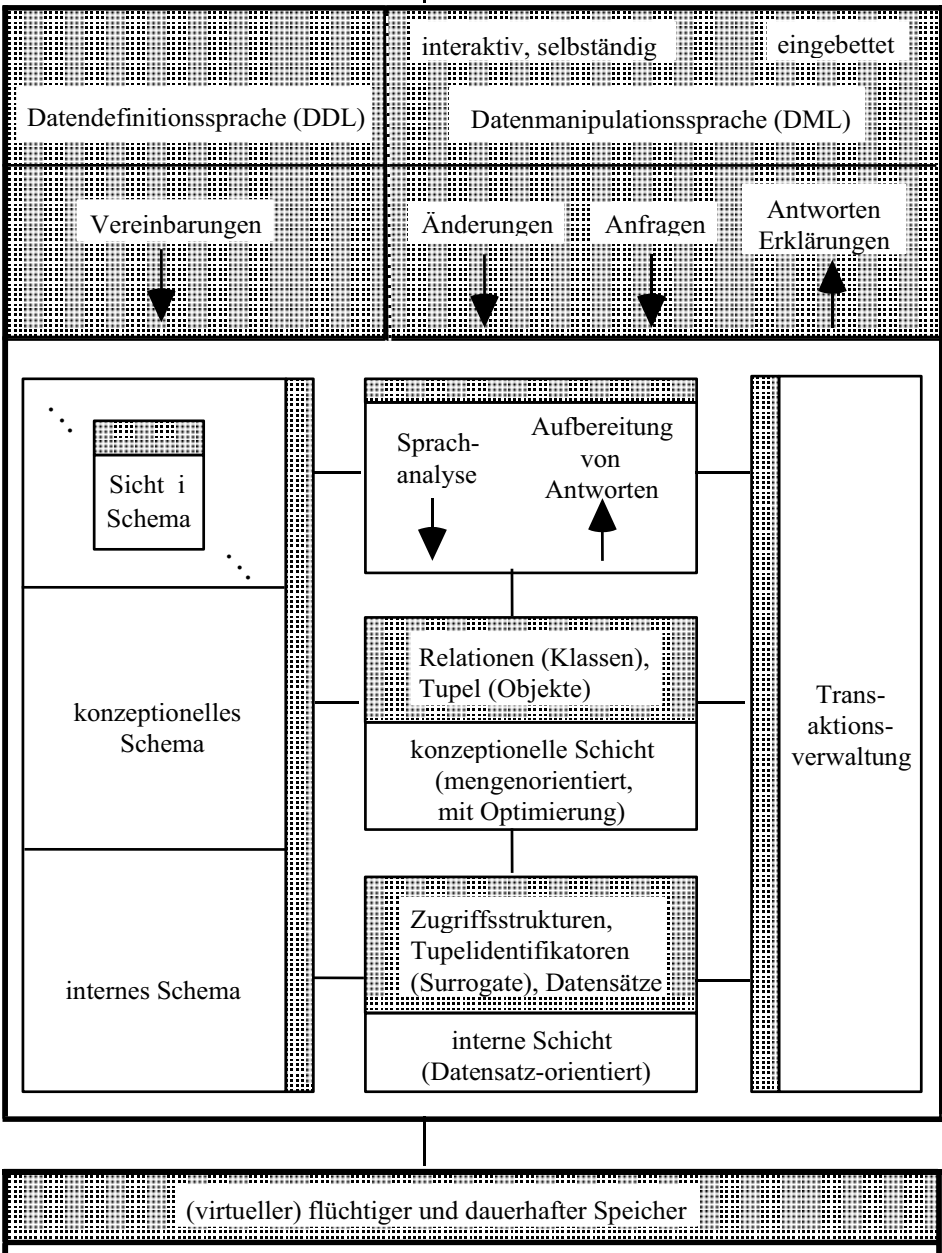 interaktiv, selbständig
eingebettet
Datendefinitionssprache (DDL)
Datenmanipulationssprache (DML)
Vereinbarungen
Änderungen
Anfragen
Antworten
Erklärungen
Sicht i
Schema
konzeptionelles
Schema
internes Schema
Sprach-
analyse
Aufbereitung
von
Antworten
Relationen (Klassen),
Tupel (Objekte)
konzeptionelle Schicht
(mengenorientiert,
mit Optimierung)
Zugriffsstrukturen,
Tupelidentifikatoren
(Surrogate), Datensätze
interne Schicht
(Datensatz-orientiert)
Trans-
aktions-
verwaltung
(virtueller) flüchtiger und dauerhafter Speicher